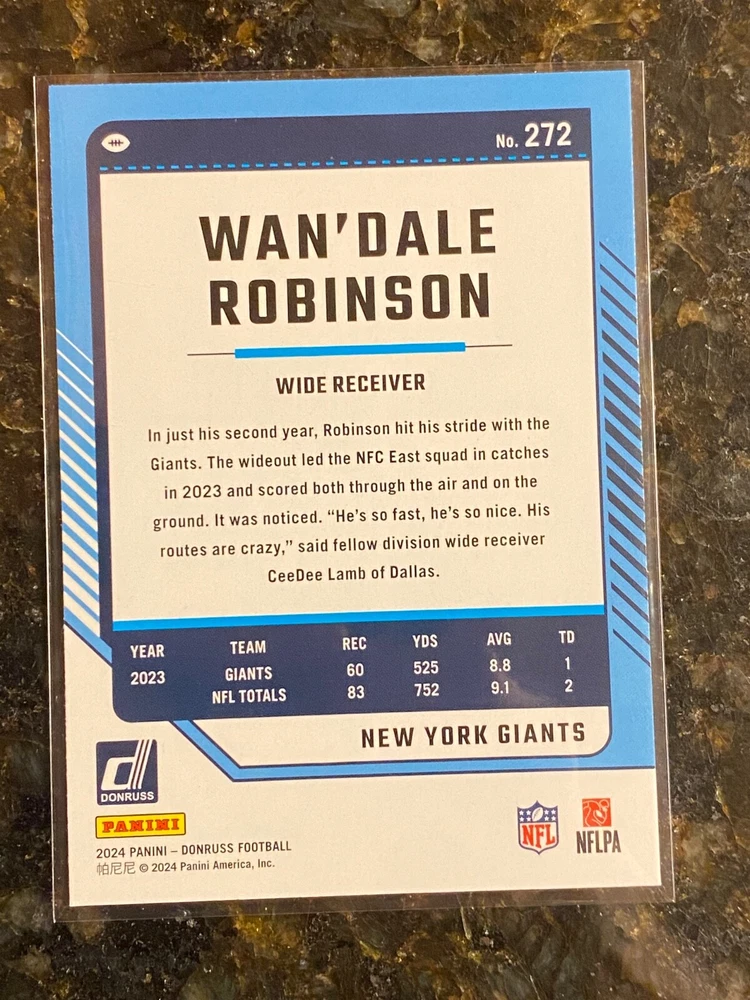 No. 272
WAN'DALE
ROBINSON
WIDE RECEIVER
In just his second year, Robinson hit his stride with the
Giants. The wideout led the NFC East squad in catches
in 2023 and scored both through the air and on the
ground. It was noticed. “He's so fast, he's so nice. His
routes are crazy,” said fellow division wide receiver
CeeDee Lamb of Dallas.
YEAR TEAM REC YDS AVG TD
2023 GIANTS 60 525 8.8 1
NFL TOTALS 83 752 9.1 2
NEW YORK GIANTS
DONRUSS
PANINI
2024 PANINI – DONRUSS FOOTBALL
帕尼尼 © 2024 Panini America, Inc.
NFL
NFLPA